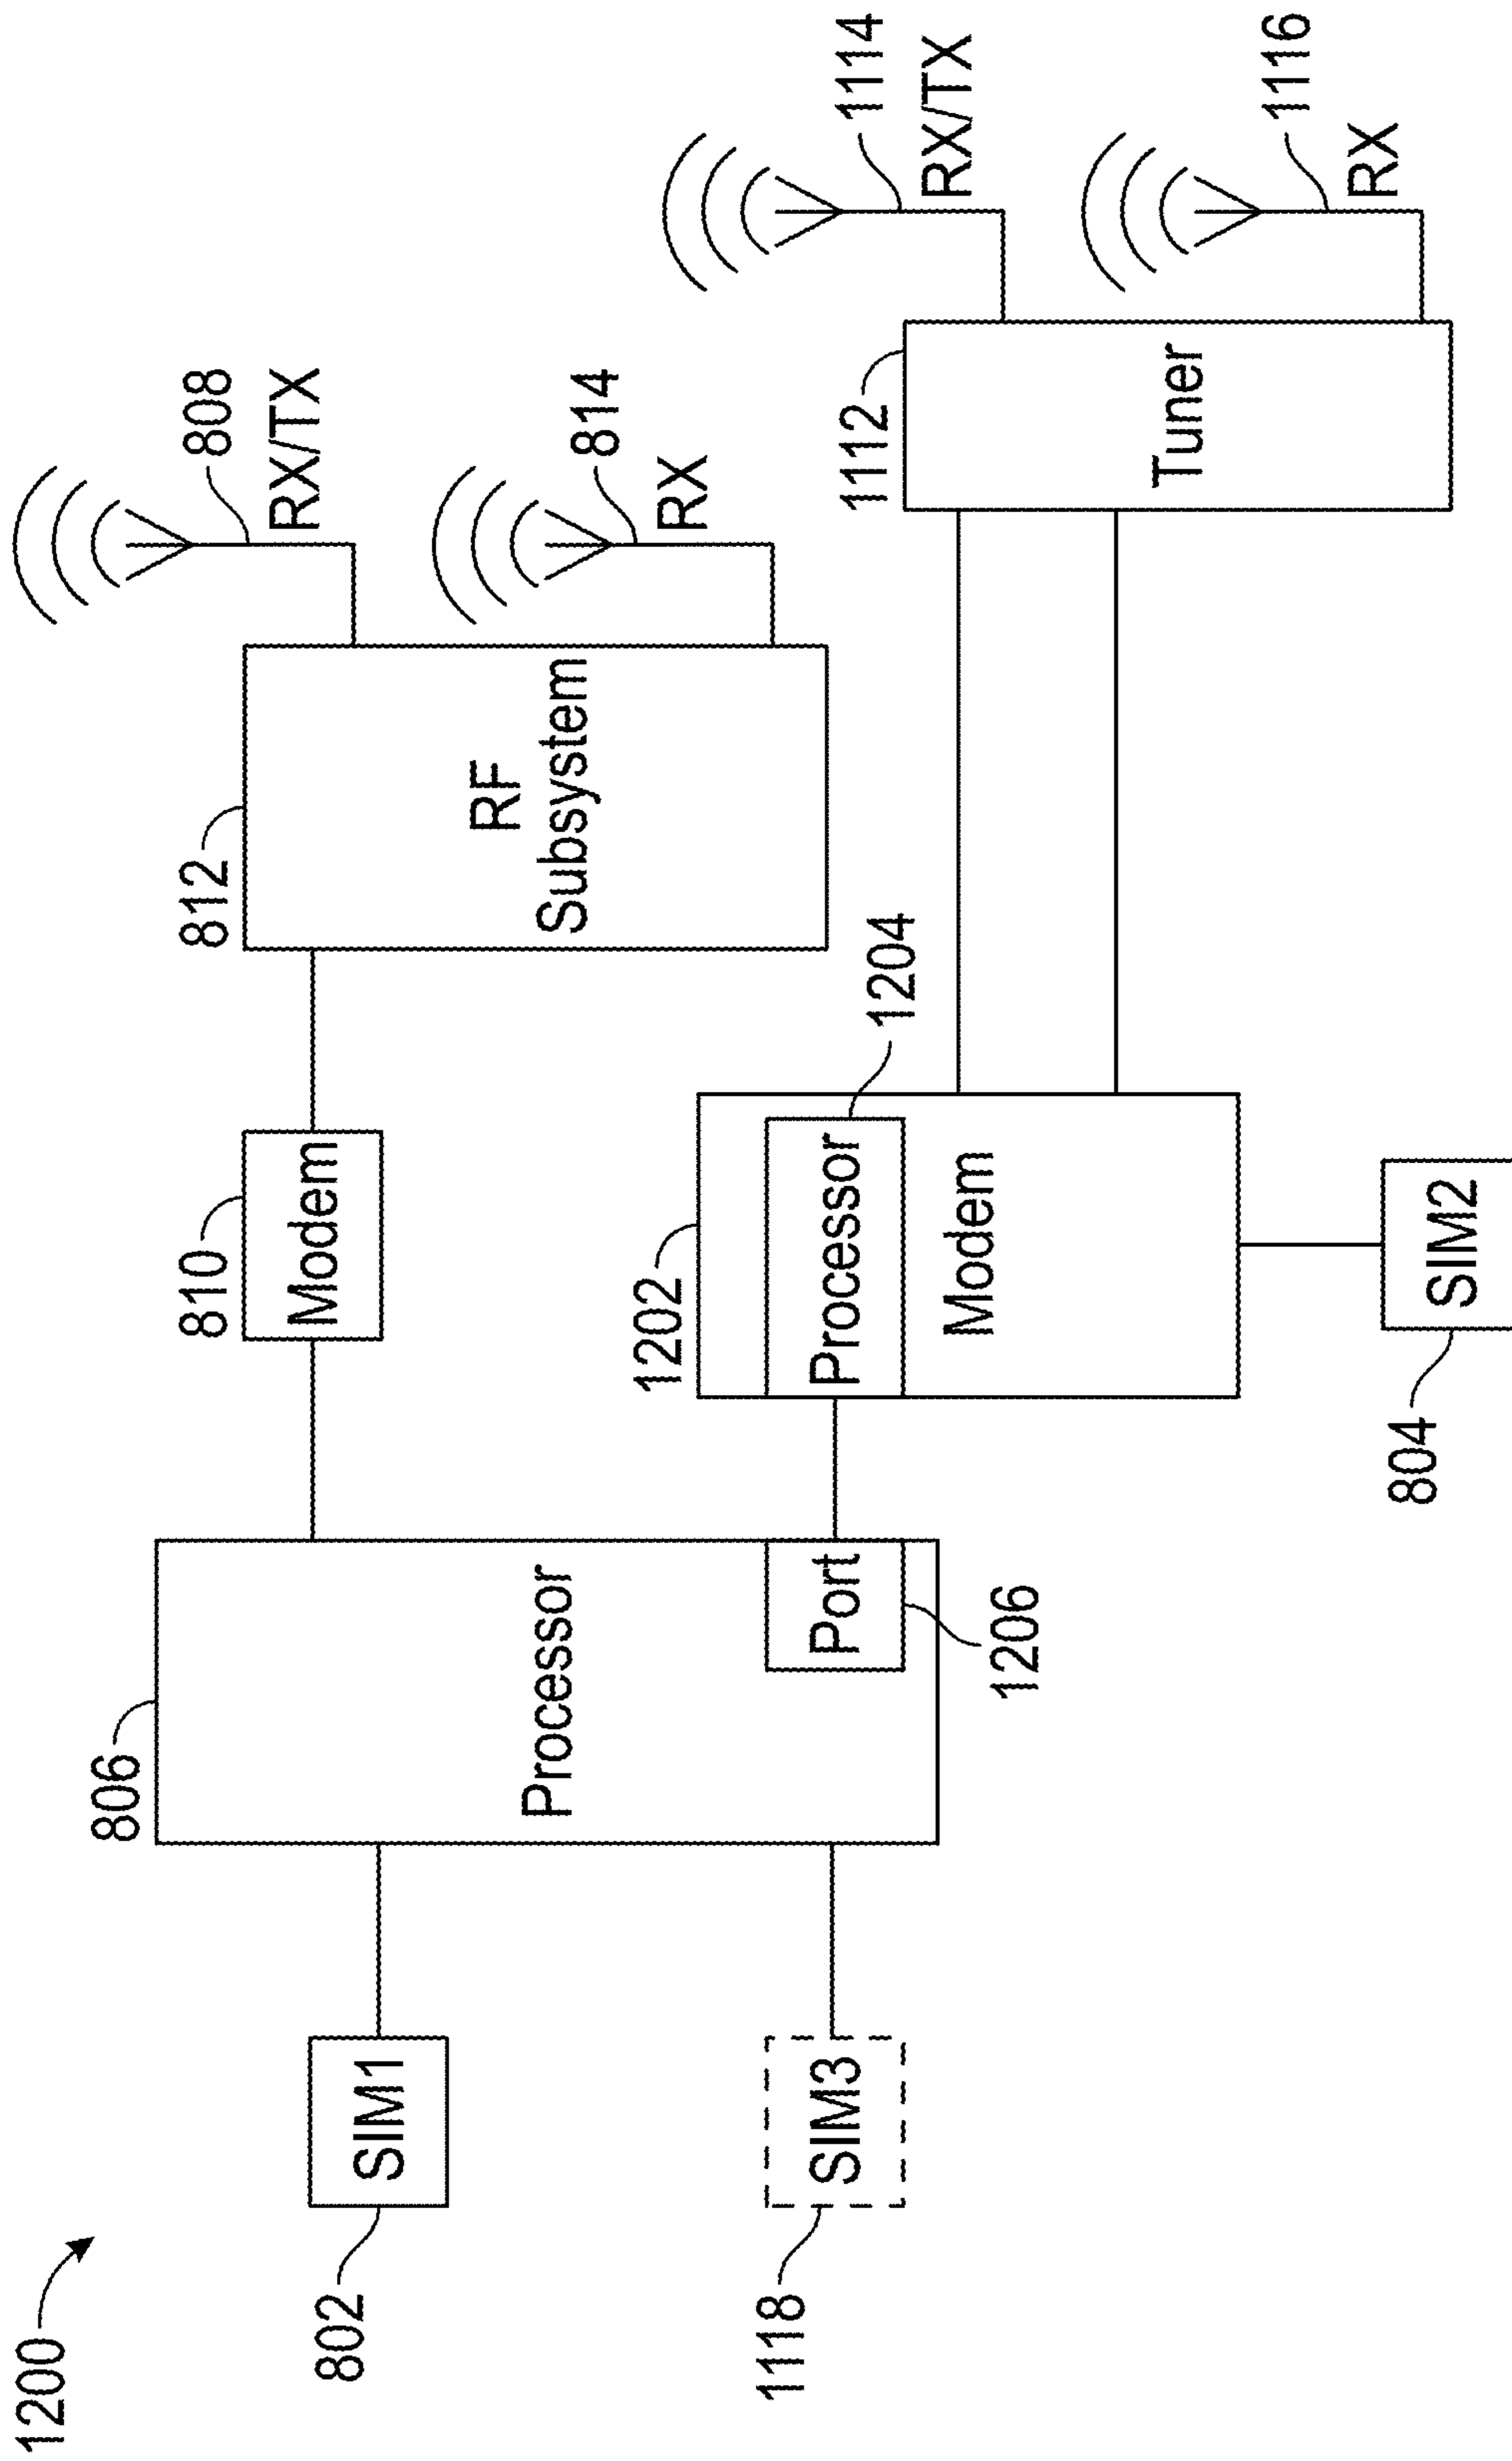 1200
806
Processor
Port
1206
SIM1
802
SIM3
1118
810
Modem
812
RF
Subsystem
808
RX/TX
814
RX
1202
Processor
1204
Modem
SIM2
804
1112
Tuner
1114
RX/TX
1116
RX